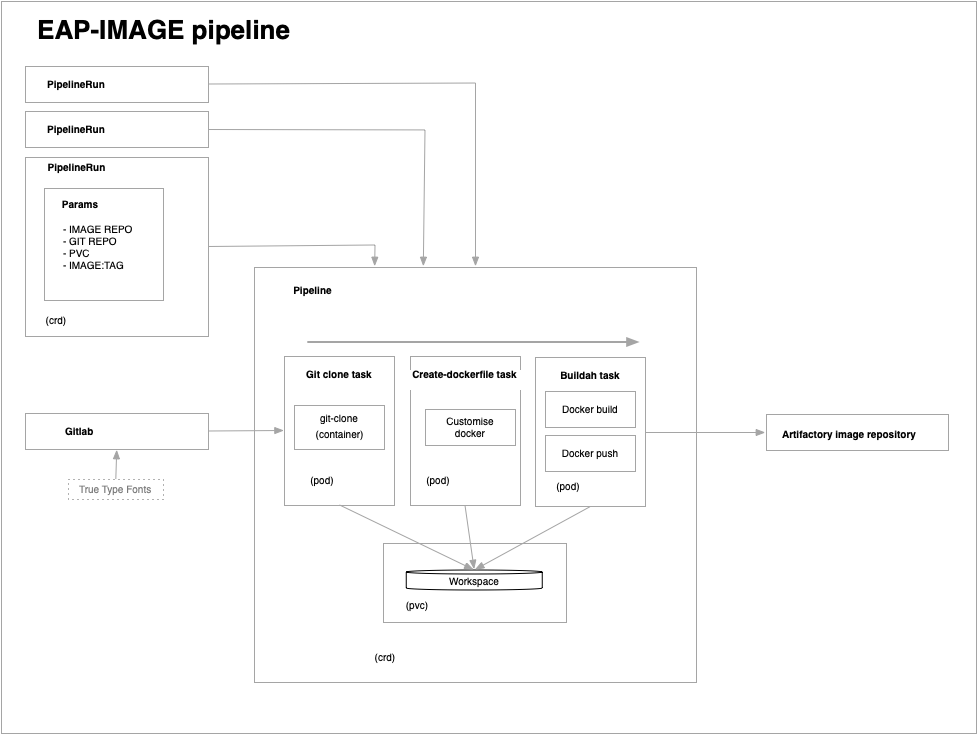 EAP-IMAGE pipeline
PipelineRun
PipelineRun
PipelineRun
Params
- IMAGE REPO
- GIT REPO
- PVC
- IMAGE:TAG
(crd)
Pipeline
Git clone task
git-clone
(container)
(pod)
Create-dockerfile task
Customise
docker
(pod)
Buildah task
Docker build
Docker push
(pod)
Gitlab
True Type Fonts
Artifactory image repository
Workspace
(pvc)
(crd)